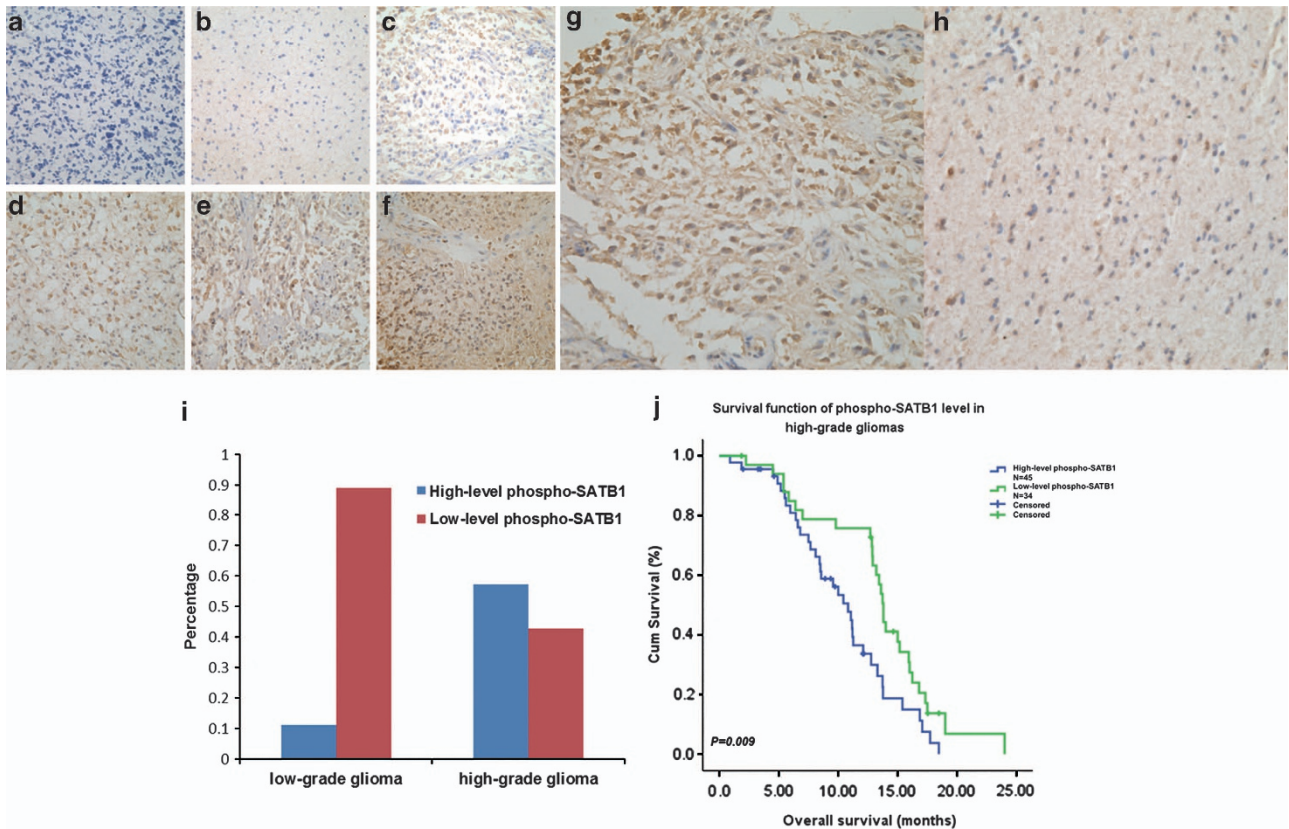 a
b
c
d
e
f
g
h
i
1
0.9
0.8
0.7
0.6
0.5
0.4
0.3
0.2
0.1
0
Percentage
High-level phospho-SATB1
Low-level phospho-SATB1
low-grade glioma
high-grade glioma
j
Survival function of phospho-SATB1 level in
high-grade gliomas
1.0
0.8
0.6
0.4
0.2
0.0
Cum Survival (%)
P=0.009
High-level phospho-SATB1
N=45
Low-level phospho-SATB1
N=34
Censored
Censored
0.0 5.00 10.00 15.00 20.00 25.00
Overall survival (months)